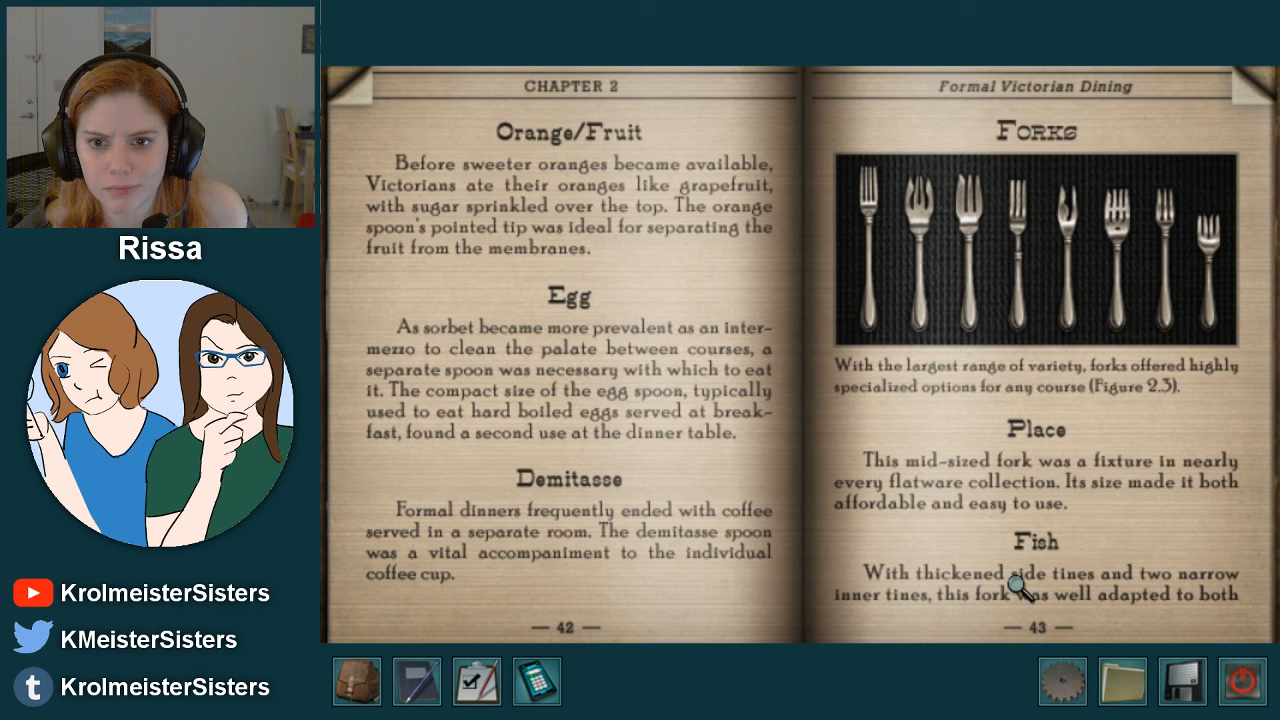 Rissa
KrolmeisterSisters
KMeisterSisters
KrolmeisterSisters
CHAPTER 2
Orange/Fruit
Before sweeter oranges became available,
Victorians ate their oranges like grapefruit,
with sugar sprinkled over the top. The orange
spoon's pointed tip was ideal for separating the
fruit from the membranes.
Egg
As sorbet became more prevalent as an inter-
mezzo to clean the palate between courses, a
separate spoon was necessary with which to eat
it. The compact size of the egg spoon, typically
used to eat hard boiled eggs served at break-
fast, found a second use at the dinner table.
Demitasse
Formal dinners frequently ended with coffee
served in a separate room. The demitasse spoon
was a vital accompaniment to the individual
coffee cup.
— 42 —
Formal Victorian Dining
FORKS
With the largest range of variety, forks offered highly
specialized options for any course (Figure 2.3).
Place
This mid-sized fork was a fixture in nearly
every flatware collection. Its size made it both
affordable and easy to use.
Fish
With thickened side tines and two narrow
inner tines, this fork was well adapted to both
— 43 —